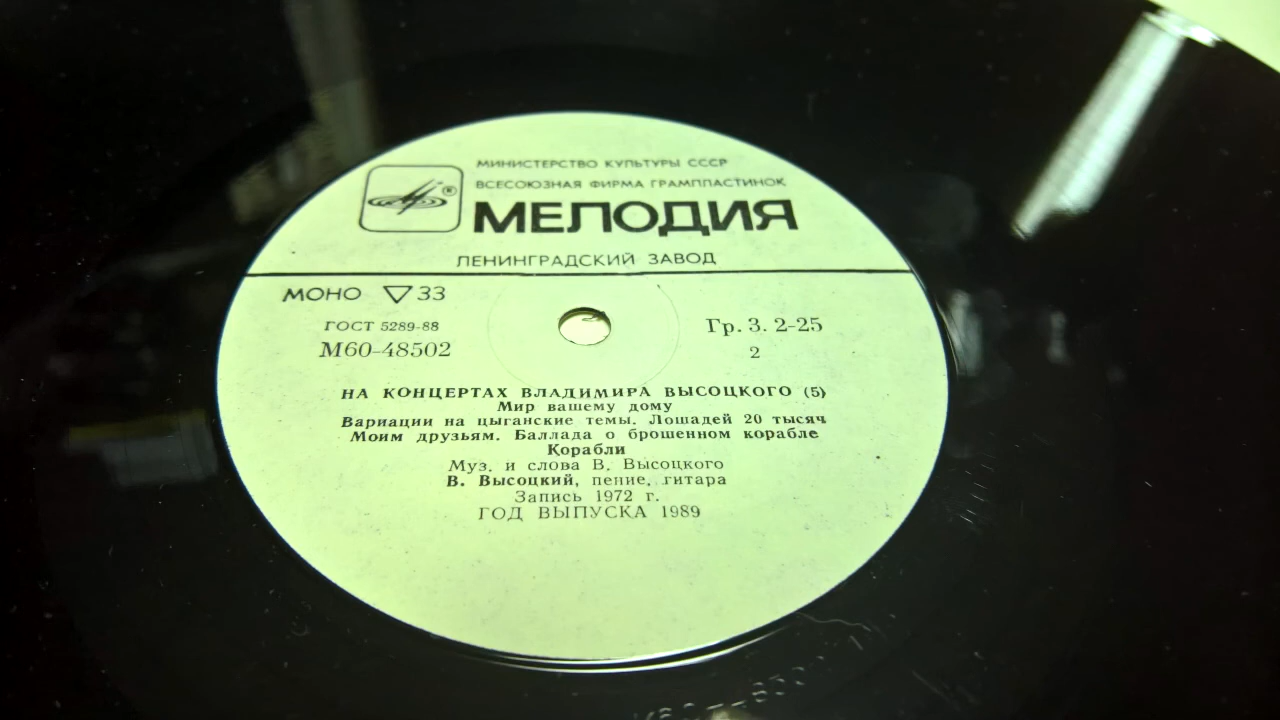 МИНИСТЕРСТВО КУЛЬТУРЫ СССР
ВСЕСОЮЗНАЯ ФИРМА ГРАМПЛАСТИНОК
®
МЕЛОДИЯ
ЛЕНИНГРАДСКИЙ ЗАВОД
МОНО ▽ 33
ГОСТ 5289-88
М60-48502
Гр. 3. 2-25
2
НА КОНЦЕРТАХ ВЛАДИМИРА ВЫСОЦКОГО (5)
Мир вашему дому
Вариации на цыганские темы. Лошадей 20 тысяч
Моим друзьям. Баллада о брошенном корабле
Корабли
Муз. и слова В. Высоцкого
В. Высоцкий, пение, гитара
Запись 1972 г.
ГОД ВЫПУСКА 1989